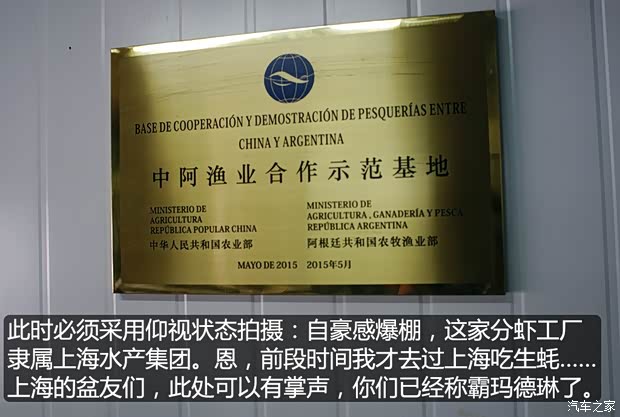 BASE DE COOPERACIÓN Y DEMOSTRACIÓN DE PESQUERÍAS ENTRE
CHINA Y ARGENTINA
中阿渔业合作示范基地
MINISTERIO DE
AGRICULTURA
REPÚBLICA POPULAR CHINA
中华人民共和国农业部
MINISTERIO DE
AGRICULTURA , GANADERÍA Y PESCA
REPÚBLICA ARGENTINA
阿根廷共和国农牧渔业部
MAYO DE 2015 2015年5月
此时必须采用仰视状态拍摄：自豪感爆棚，这家分虾工厂
隶属上海水产集团。恩，前段时间我才去过上海吃生蚝……
上海的盆友们，此处可以有掌声，你们已经称霸玛德琳了。
汽车之家